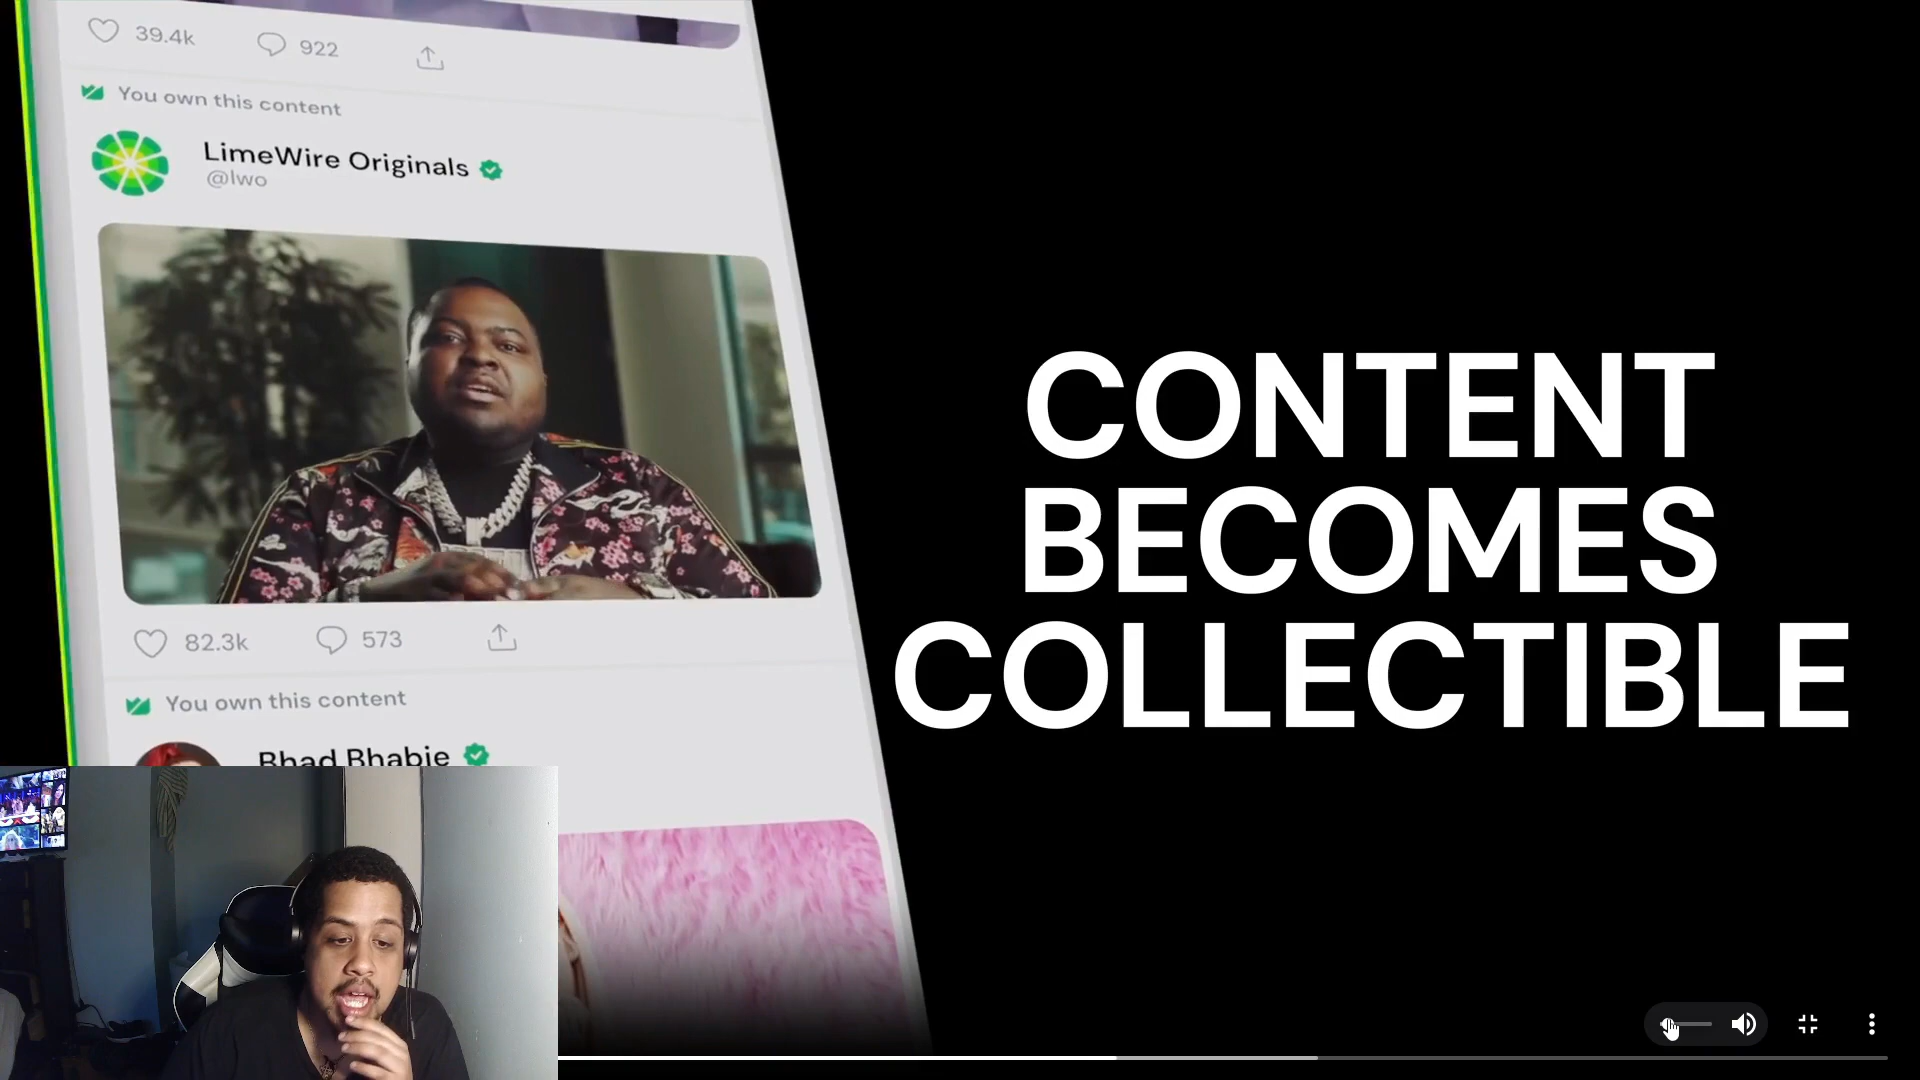 39.4k 922
You own this content
LimeWire Originals
@lwo
82.3k 573
You own this content
Bhad Bhabie
CONTENT
BECOMES
COLLECTIBLE